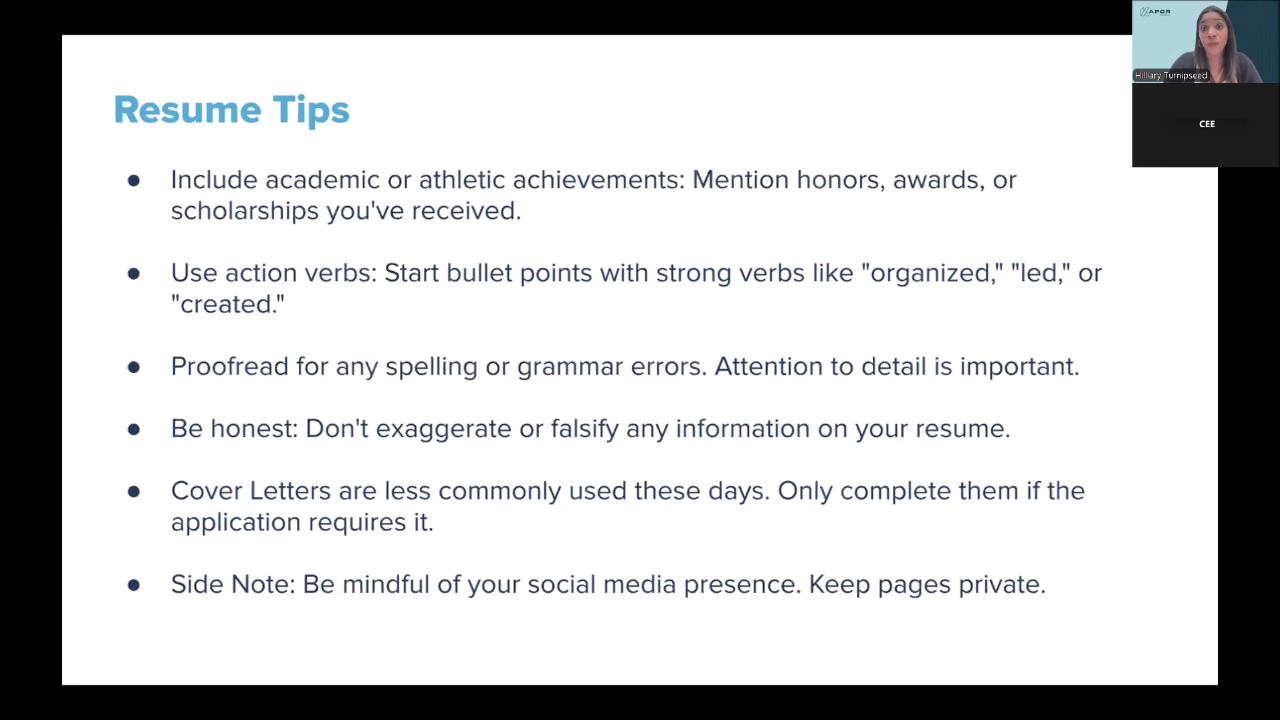 Resume Tips
● Include academic or athletic achievements: Mention honors, awards, or
scholarships you've received.
● Use action verbs: Start bullet points with strong verbs like "organized," "led," or
"created."
● Proofread for any spelling or grammar errors. Attention to detail is important.
● Be honest: Don't exaggerate or falsify any information on your resume.
● Cover Letters are less commonly used these days. Only complete them if the
application requires it.
● Side Note: Be mindful of your social media presence. Keep pages private.
Hilliary Turnipseed
CEE